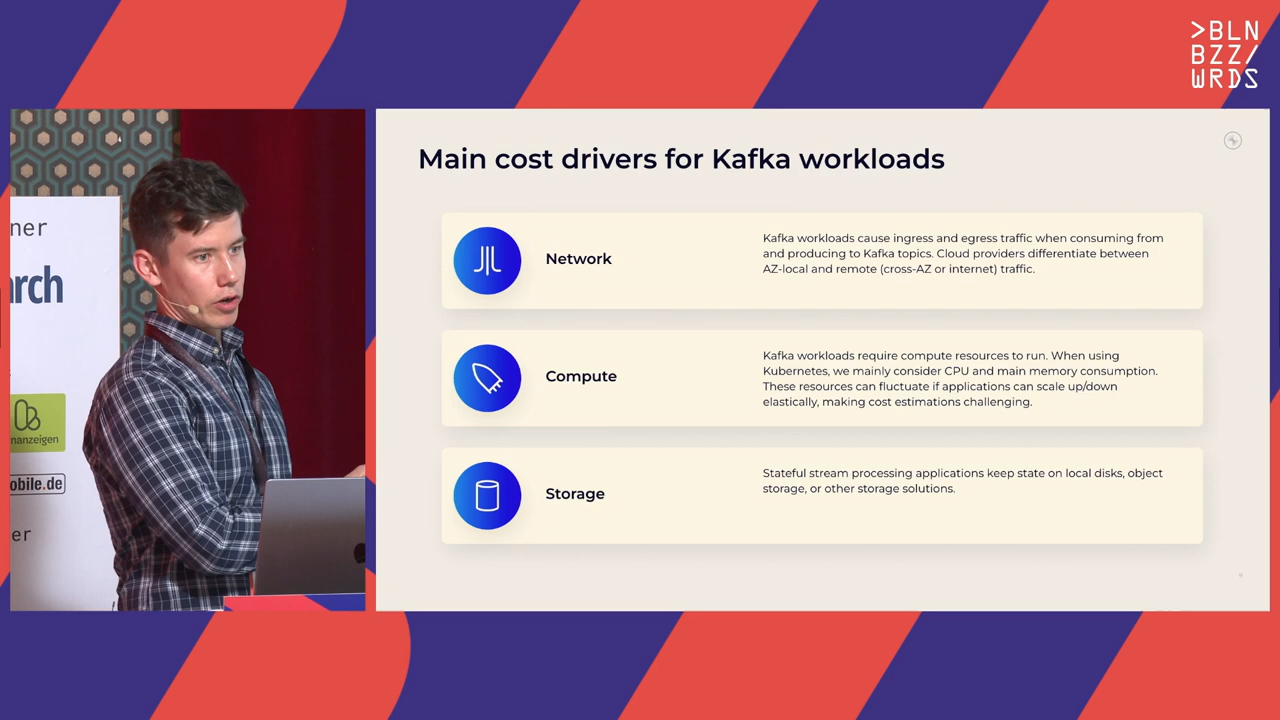 >BLN
BZZ/
WRDS
Main cost drivers for Kafka workloads
Network
Kafka workloads cause ingress and egress traffic when consuming from
and producing to Kafka topics. Cloud providers differentiate between
AZ-local and remote (cross-AZ or internet) traffic.
Compute
Kafka workloads require compute resources to run. When using
Kubernetes, we mainly consider CPU and main memory consumption.
These resources can fluctuate if applications can scale up/down
elastically, making cost estimations challenging.
Storage
Stateful stream processing applications keep state on local disks, object
storage, or other storage solutions.
ner
arch
nanzeigen
obile.de
er